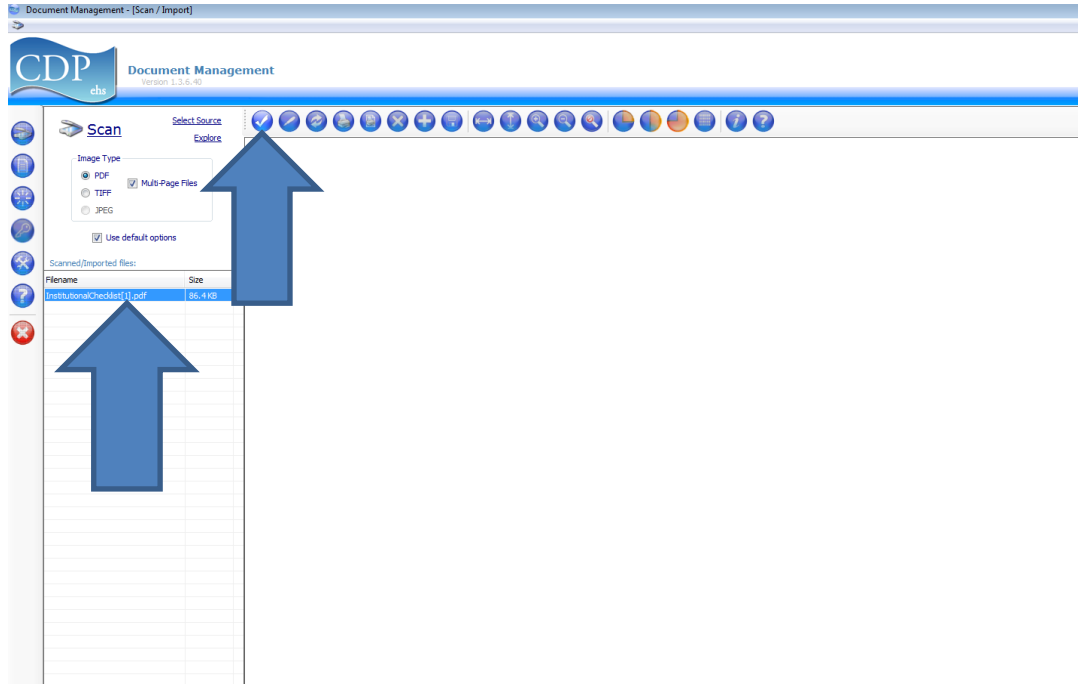 Document Management - [Scan / Import]
CDP
ehs
Document Management
Version 1.3.6.40
Scan
Select Source
Explore
Image Type
PDF
Multi-Page Files
TIFF
JPEG
Use default options
Scanned/Imported files:
Filename Size
InstitutionalChecklist[1].pdf 86.4 KB